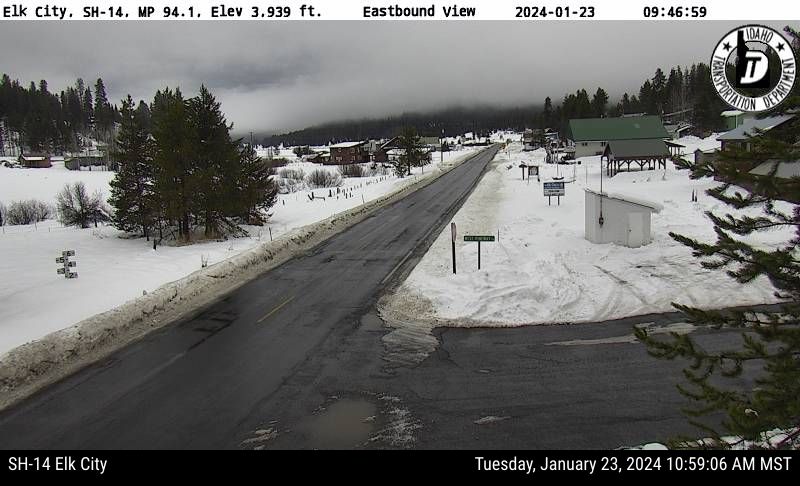 Elk City, SH-14, MP 94.1, Elev 3,939 ft. Eastbound View 2024-01-23 09:46:59
IDAHO
TRANSPORTATION DEPARTMENT
SH-14 Elk City Tuesday, January 23, 2024 10:59:06 AM MST